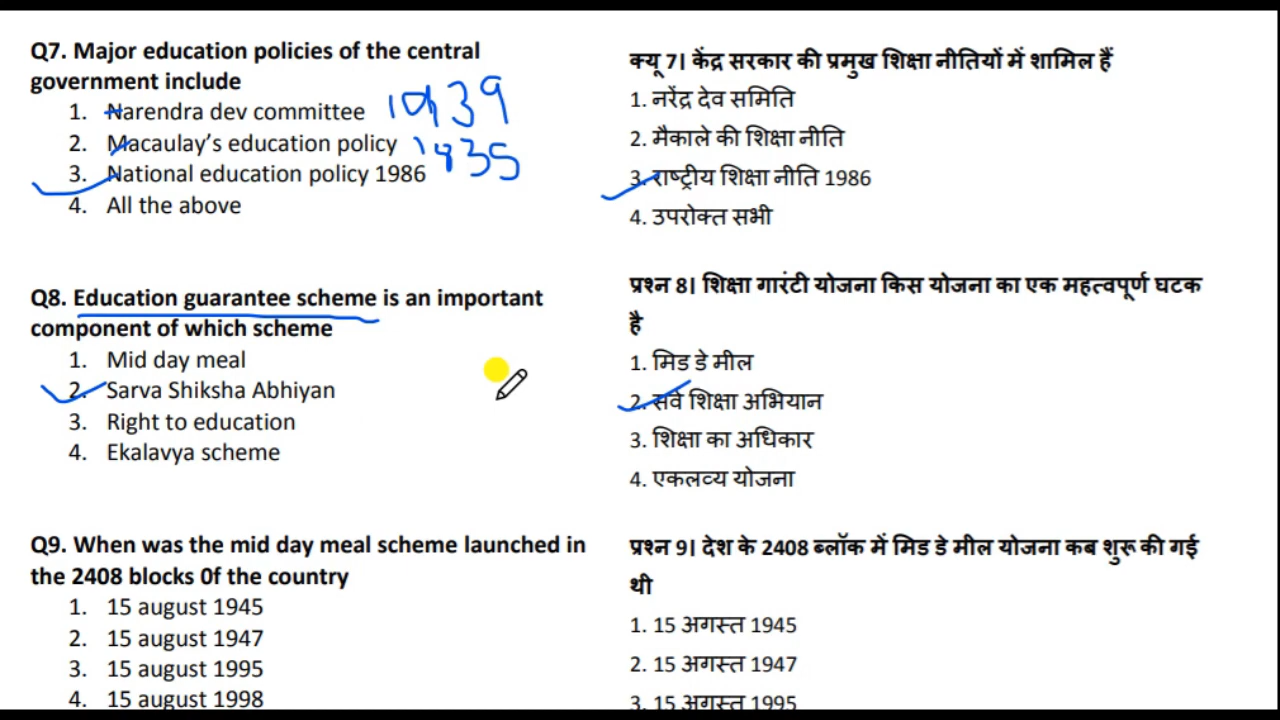 Q7. Major education policies of the central
government include
1. Narendra dev committee 1939
2. Macaulay's education policy 1835
3. National education policy 1986
4. All the above
Q8. Education guarantee scheme is an important
component of which scheme
1. Mid day meal
2. Sarva Shiksha Abhiyan
3. Right to education
4. Ekalavya scheme
Q9. When was the mid day meal scheme launched in
the 2408 blocks 0f the country
1. 15 august 1945
2. 15 august 1947
3. 15 august 1995
4. 15 august 1998
क्यू 7। केंद्र सरकार की प्रमुख शिक्षा नीतियों में शामिल हैं
1. नरेंद्र देव समिति
2. मैकाले की शिक्षा नीति
3. राष्ट्रीय शिक्षा नीति 1986
4. उपरोक्त सभी
प्रश्न 8। शिक्षा गारंटी योजना किस योजना का एक महत्वपूर्ण घटक
है
1. मिड डे मील
2. सर्व शिक्षा अभियान
3. शिक्षा का अधिकार
4. एकलव्य योजना
प्रश्न 9। देश के 2408 ब्लॉक में मिड डे मील योजना कब शुरू की गई
थी
1. 15 अगस्त 1945
2. 15 अगस्त 1947
3. 15 अगस्त 1995